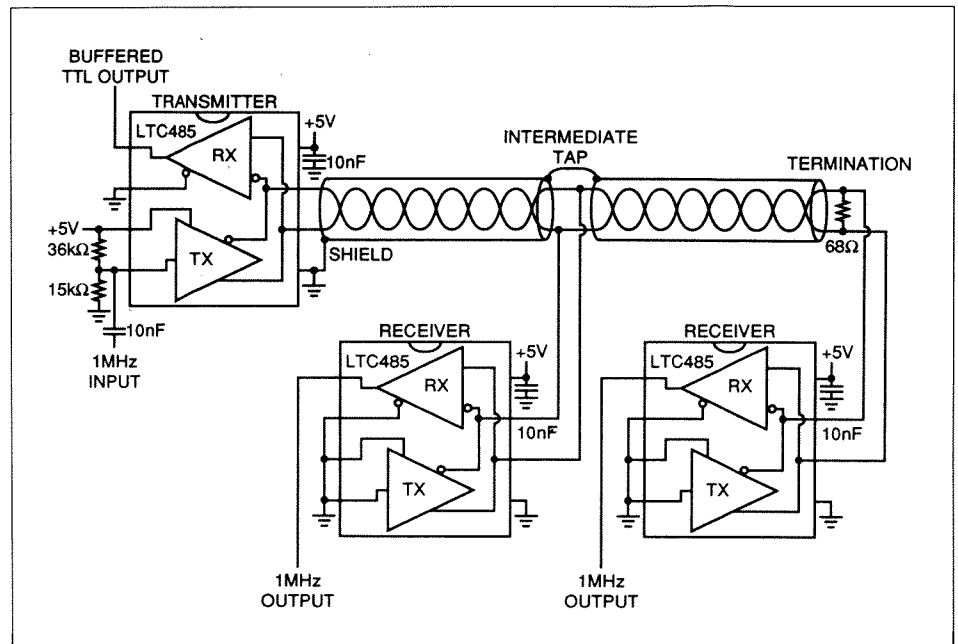 BUFFERED
TTL OUTPUT
TRANSMITTER
LTC485
RX
+5V
10nF
INTERMEDIATE
TAP
TERMINATION
+5V
36kΩ
15kΩ
TX
SHIELD
68Ω
10nF
1MHz
INPUT
RECEIVER
LTC485
RX
+5V
10nF
TX
1MHz
OUTPUT
RECEIVER
LTC485
RX
+5V
10nF
TX
1MHz
OUTPUT